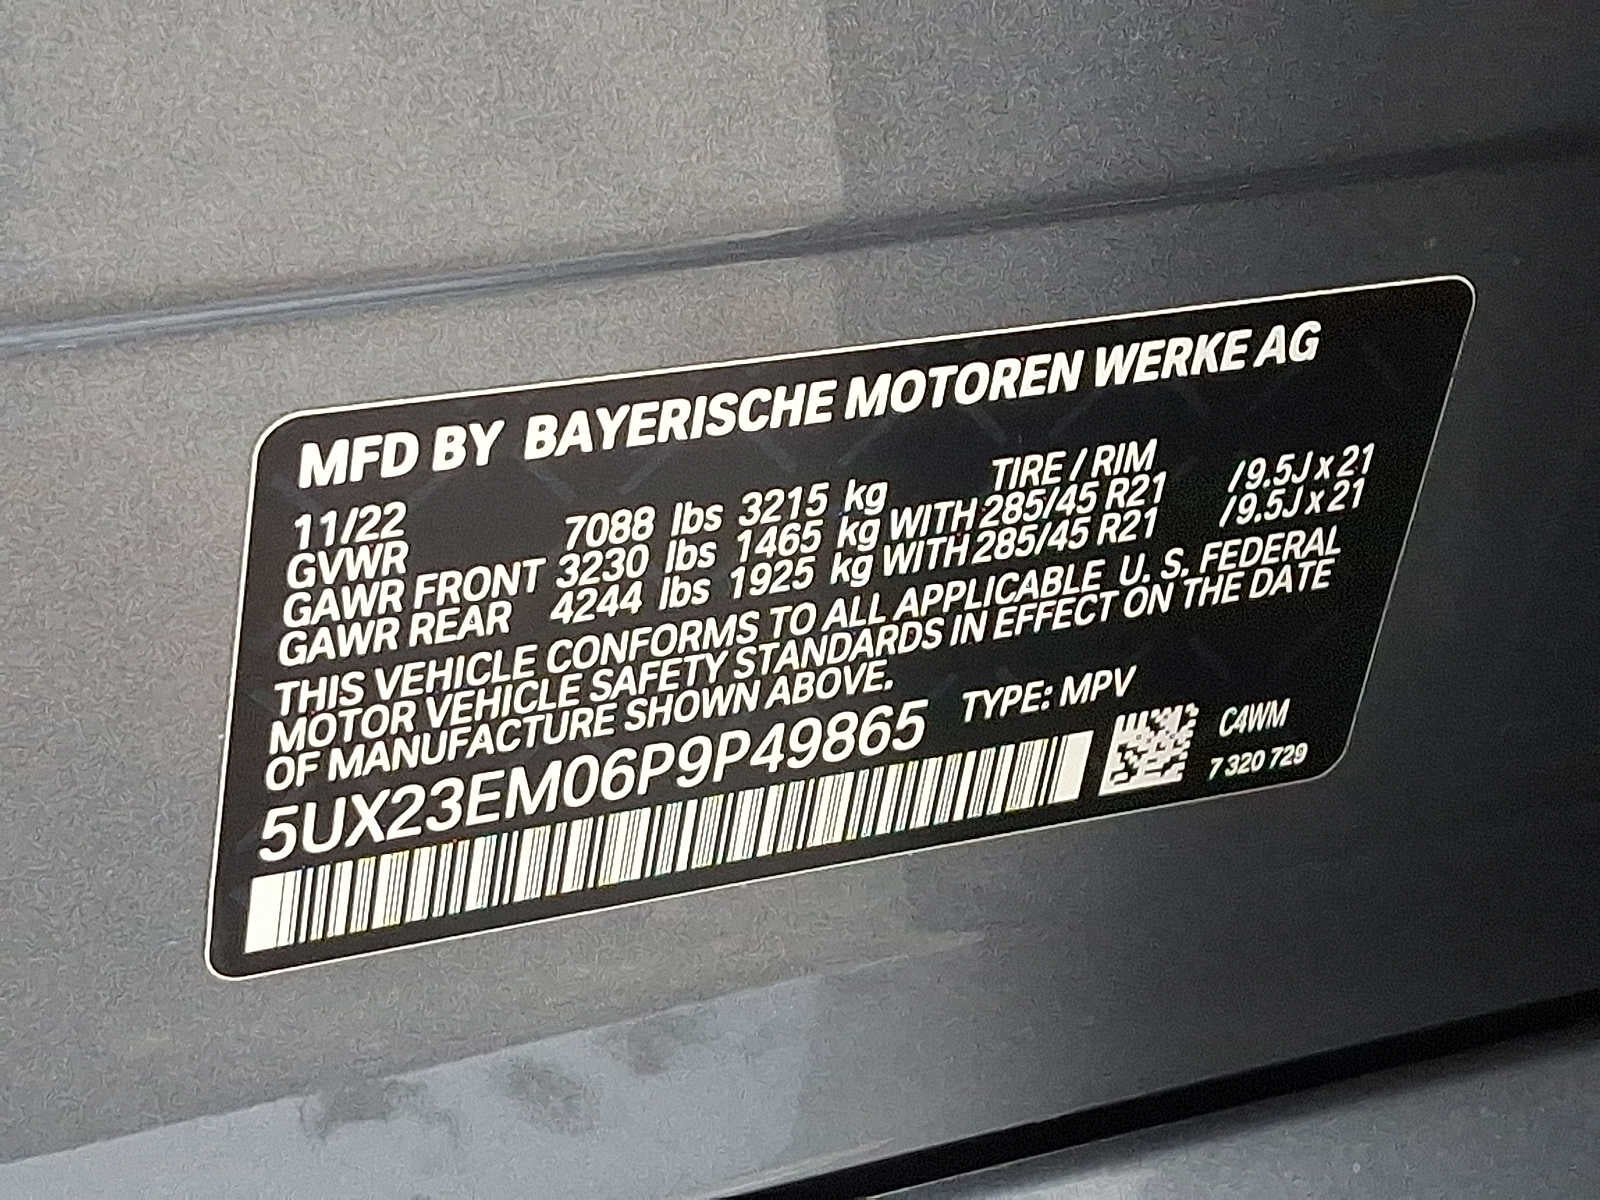 MFD BY BAYERISCHE MOTOREN WERKE AG
11/22 TIRE / RIM
GVWR 7088 lbs 3215 kg
GAWR FRONT 3230 lbs 1465 kg WITH 285/45 R21 /9.5J x 21
GAWR REAR 4244 lbs 1925 kg WITH 285/45 R21 /9.5J x 21
THIS VEHICLE CONFORMS TO ALL APPLICABLE U. S. FEDERAL
MOTOR VEHICLE SAFETY STANDARDS IN EFFECT ON THE DATE
OF MANUFACTURE SHOWN ABOVE.
5UX23EM06P9P49865 TYPE: MPV
C4WM
7 320 729